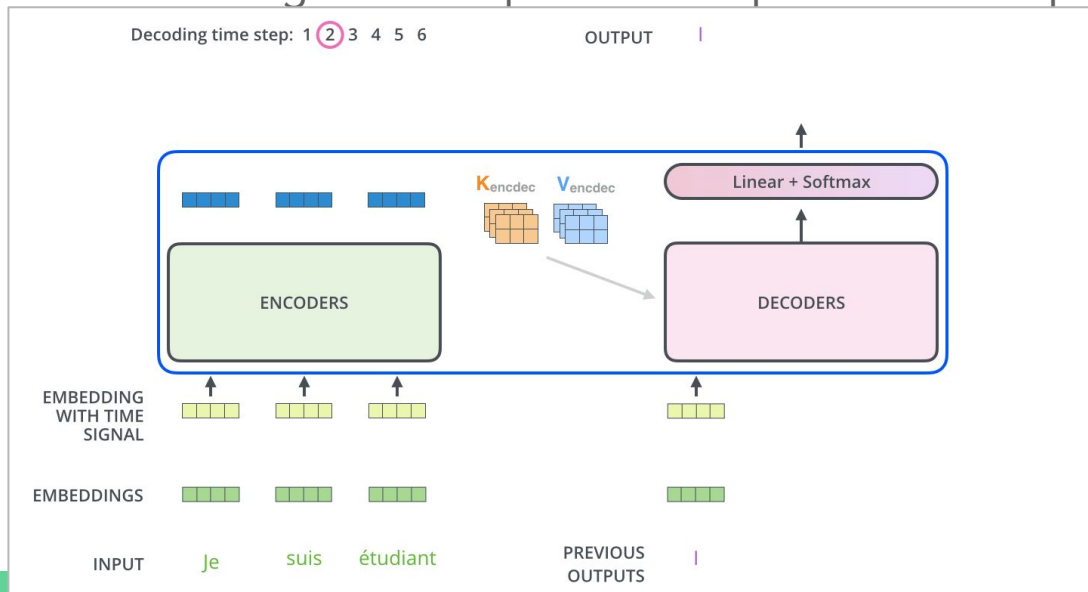 Decoding time step: 1 2 3 4 5 6
OUTPUT I
Kencdec Vencdec
Linear + Softmax
ENCODERS
DECODERS
EMBEDDING
WITH TIME
SIGNAL
EMBEDDINGS
INPUT Je suis étudiant
PREVIOUS
OUTPUTS I